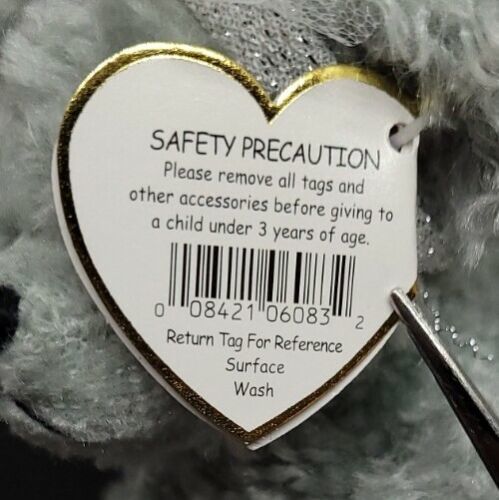 SAFETY PRECAUTION
Please remove all tags and
other accessories before giving to
a child under 3 years of age.
0 08421 06083 2
Return Tag For Reference
Surface
Wash